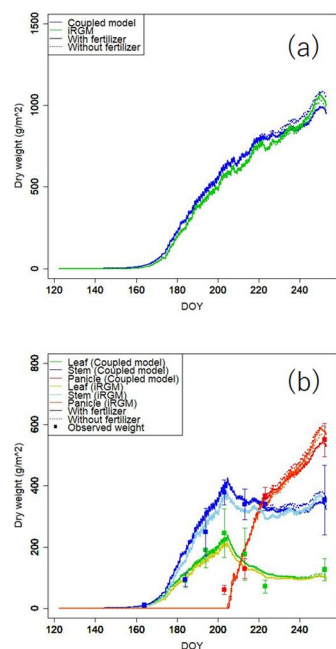 Coupled model
iRGM
With fertilizer
Without fertilizer
(a)
Dry weight (g/m^2)
1000
500
0
120 140 160 180 200 220 240
DOY
Leaf (Coupled model)
Stem (Coupled model)
Panicle (Coupled model)
Leaf (iRGM)
Stem (iRGM)
Panicle (iRGM)
With fertilizer
Without fertilizer
Observed weight
(b)
Dry weight (g/m^2)
800
600
400
200
0
120 140 160 180 200 220 240
DOY